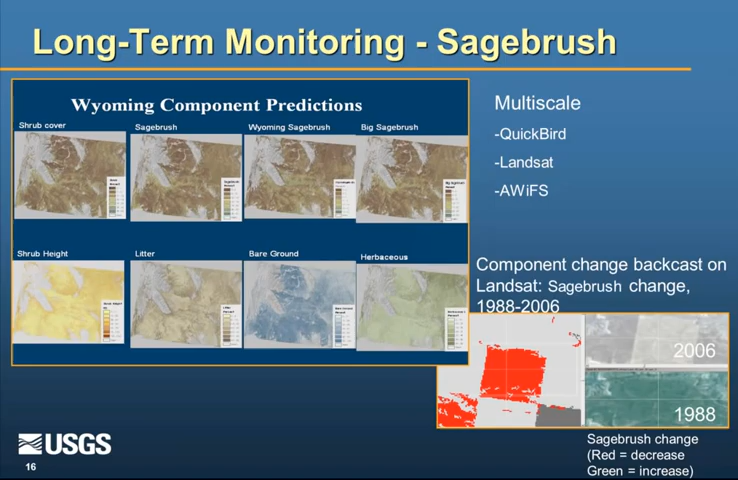 Long-Term Monitoring - Sagebrush
Wyoming Component Predictions
Shrub cover
Sagebrush
Wyoming Sagebrush
Big Sagebrush
Shrub Height
Litter
Bare Ground
Herbaceous
Multiscale
-QuickBird
-Landsat
-AWiFS
Component change backcast on
Landsat: Sagebrush change,
1988-2006
2006
1988
Sagebrush change
(Red = decrease
Green = increase)
USGS
16